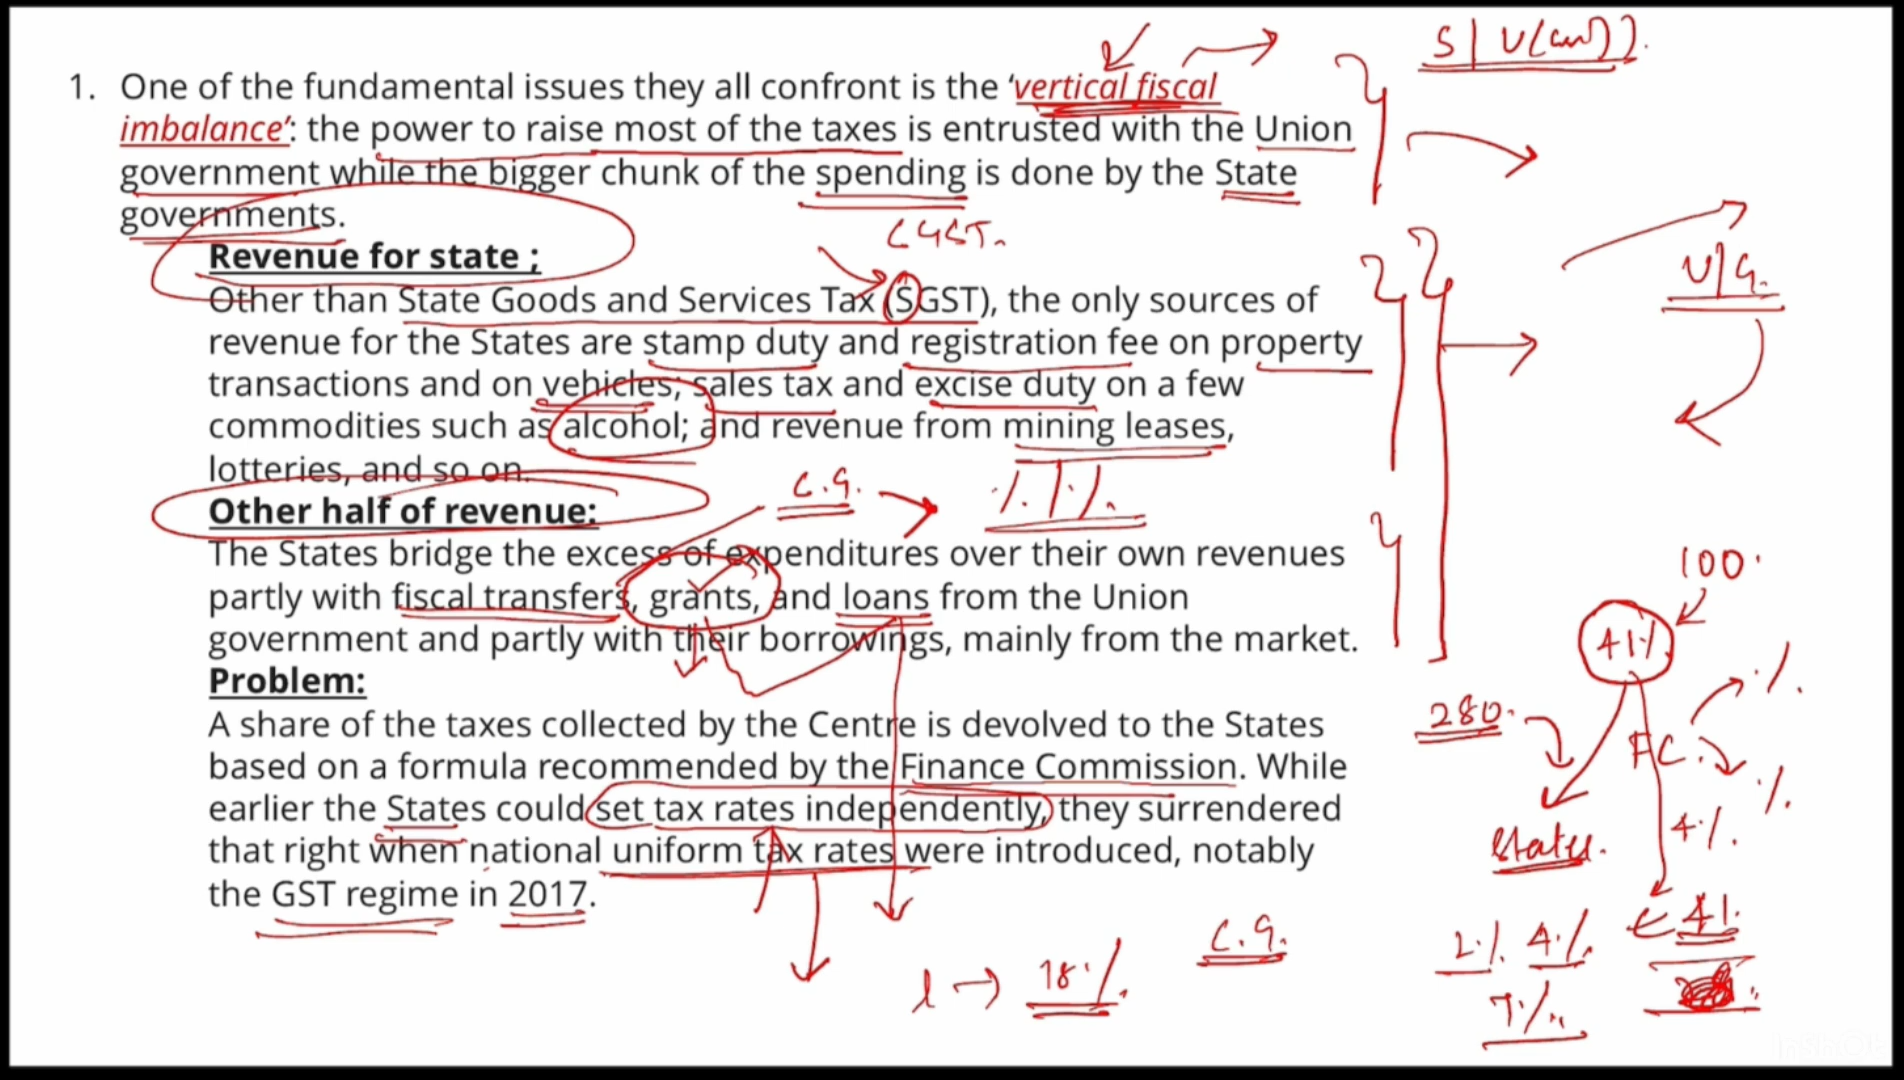 S | U(cen)
1. One of the fundamental issues they all confront is the ‘vertical fiscal
imbalance’: the power to raise most of the taxes is entrusted with the Union
government while the bigger chunk of the spending is done by the State
governments.
CGST.
Revenue for state ;
U/G.
Other than State Goods and Services Tax (SGST), the only sources of
revenue for the States are stamp duty and registration fee on property
transactions and on vehicles; sales tax and excise duty on a few
commodities such as alcohol; and revenue from mining leases,
lotteries, and so on.
C.G.
Other half of revenue:
The States bridge the excess of expenditures over their own revenues
100.
partly with fiscal transfers, grants, and loans from the Union
41%
government and partly with their borrowings, mainly from the market.
Problem:
280.
A share of the taxes collected by the Centre is devolved to the States
FC.
based on a formula recommended by the Finance Commission. While
earlier the States could set tax rates independently, they surrendered
4%.
that right when national uniform tax rates were introduced, notably
States.
the GST regime in 2017.
41.
C.G.
2%. 4%.
18%.
7%.